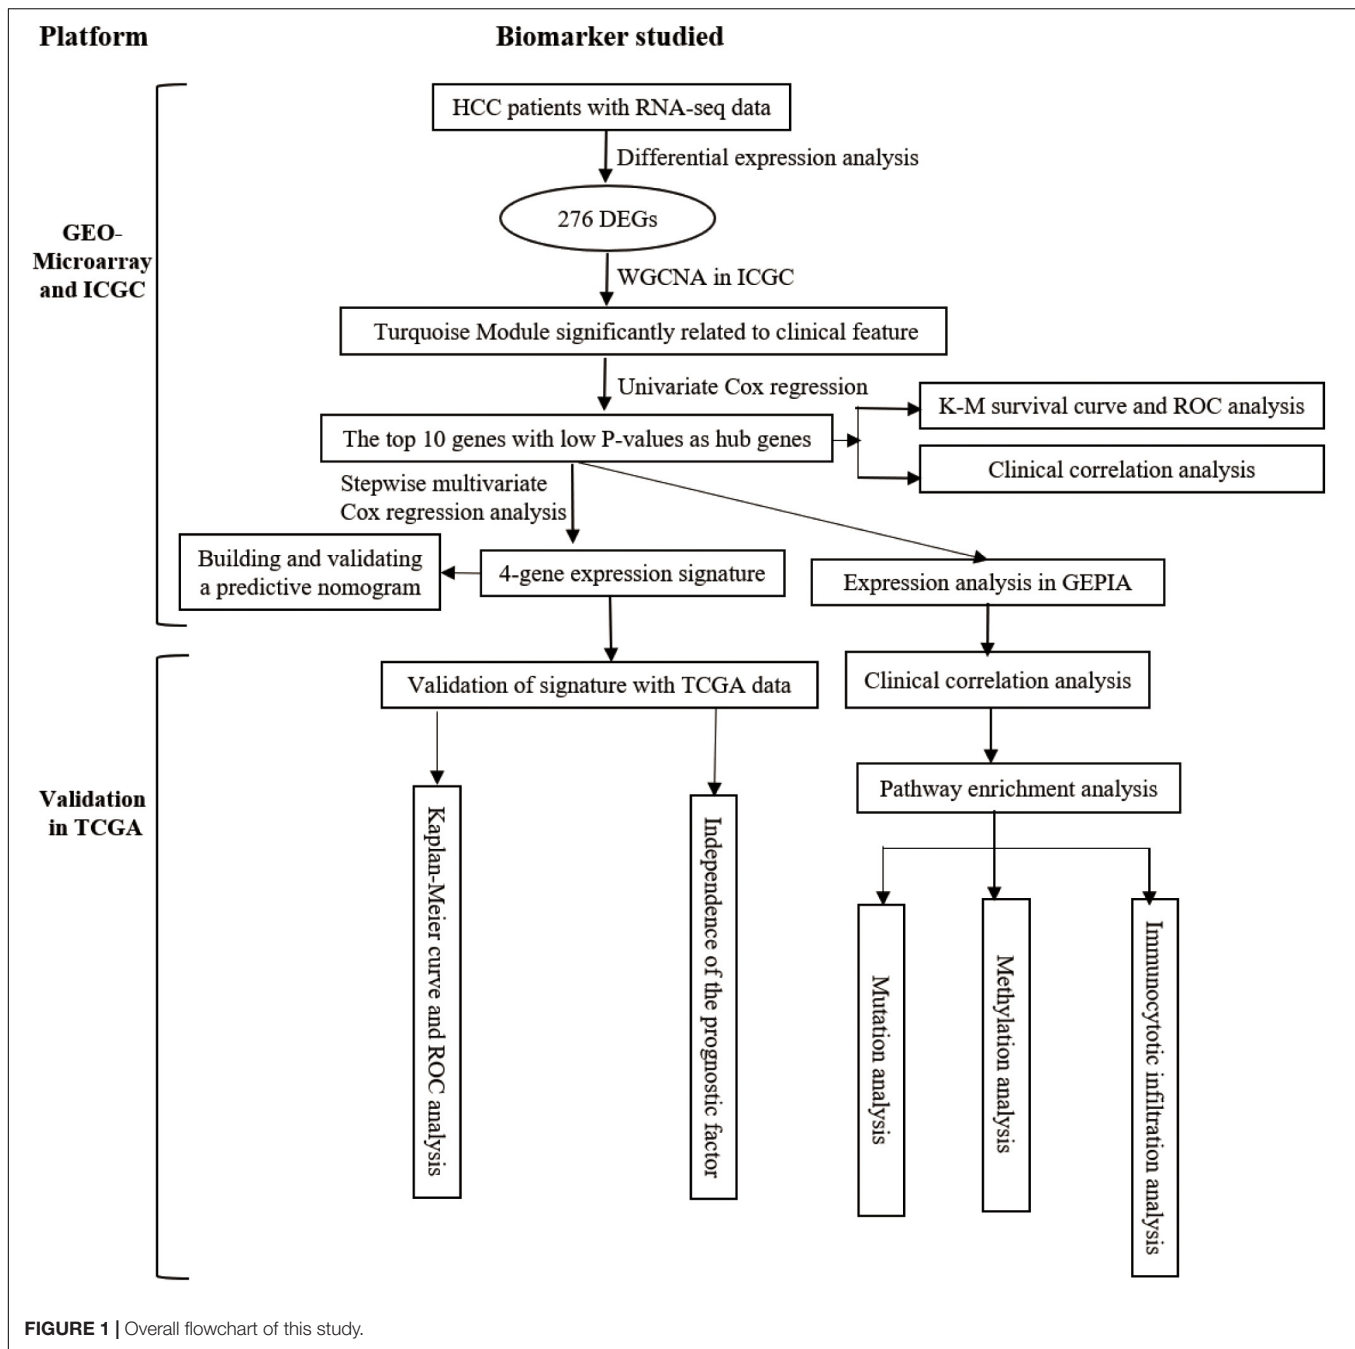 Platform
Biomarker studied
GEO-
Microarray
and ICGC
HCC patients with RNA-seq data
Differential expression analysis
276 DEGs
WGCNA in ICGC
Turquoise Module significantly related to clinical feature
Univariate Cox regression
K-M survival curve and ROC analysis
The top 10 genes with low P-values as hub genes
Clinical correlation analysis
Stepwise multivariate
Cox regression analysis
Building and validating
a predictive nomogram
4-gene expression signature
Expression analysis in GEPIA
Validation
in TCGA
Validation of signature with TCGA data
Clinical correlation analysis
Pathway enrichment analysis
Kaplan-Meier curve and ROC analysis
Independence of the prognostic factor
Mutation analysis
Methylation analysis
Immunocytotic infiltration analysis
FIGURE 1 | Overall flowchart of this study.